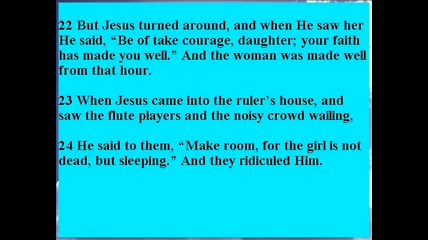 22 But Jesus turned around, and when He saw her
He said, “Be of take courage, daughter; your faith
has made you well.” And the woman was made well
from that hour.
23 When Jesus came into the ruler’s house, and
saw the flute players and the noisy crowd wailing,
24 He said to them, “Make room, for the girl is not
dead, but sleeping.” And they ridiculed Him.